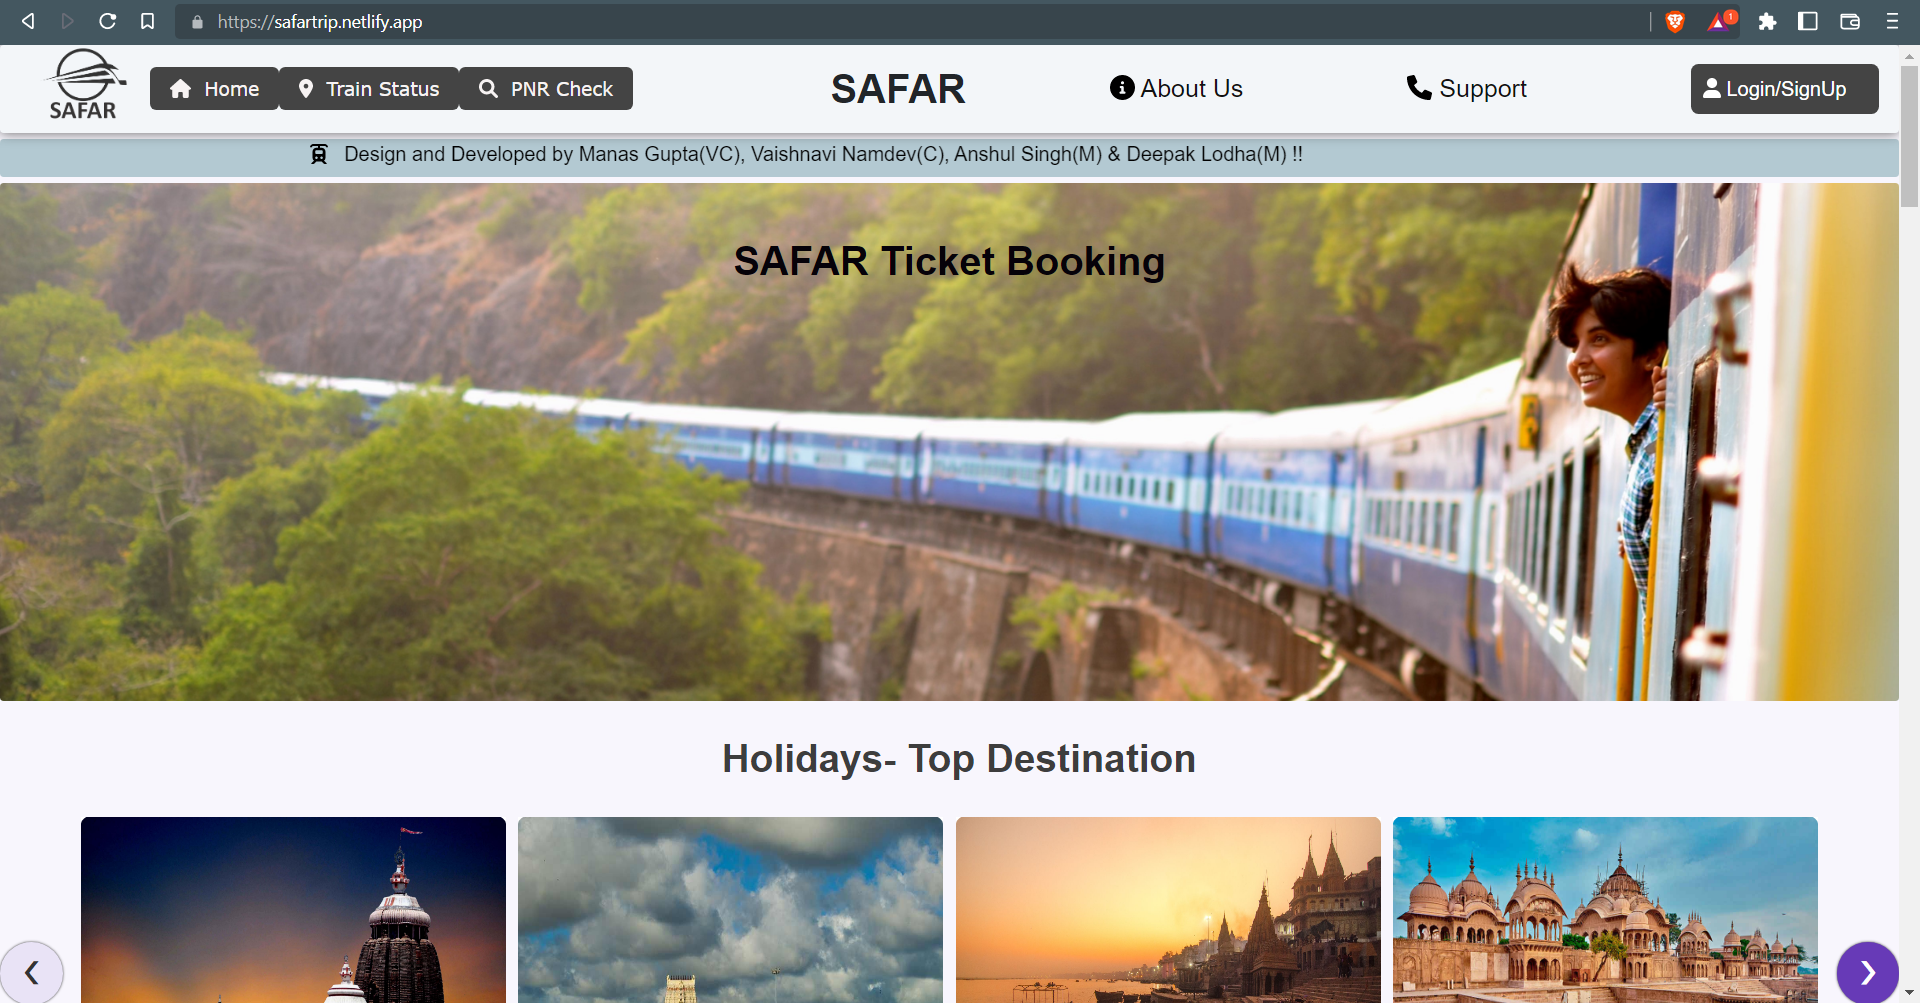 https://safartrip.netlify.app
1
SAFAR
Home
Train Status
PNR Check
SAFAR
About Us
Support
Login/SignUp
Design and Developed by Manas Gupta(VC), Vaishnavi Namdev(C), Anshul Singh(M) & Deepak Lodha(M) !!
SAFAR Ticket Booking
Holidays- Top Destination